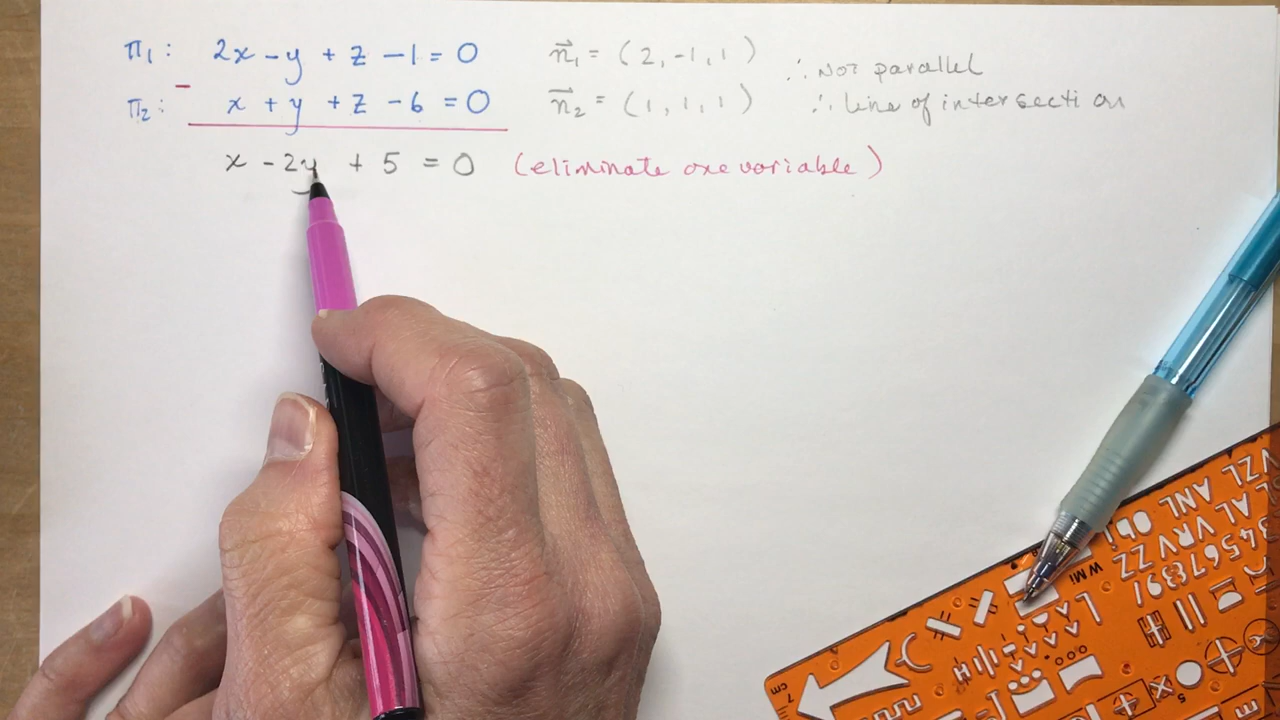 π₁: 2x - y + z - 1 = 0 n⃗₁ = (2, -1, 1) ∴ Not parallel
- π₂: x + y + z - 6 = 0 n⃗₂ = (1, 1, 1) ∴ line of intersection
x - 2y + 5 = 0 (eliminate one variable)